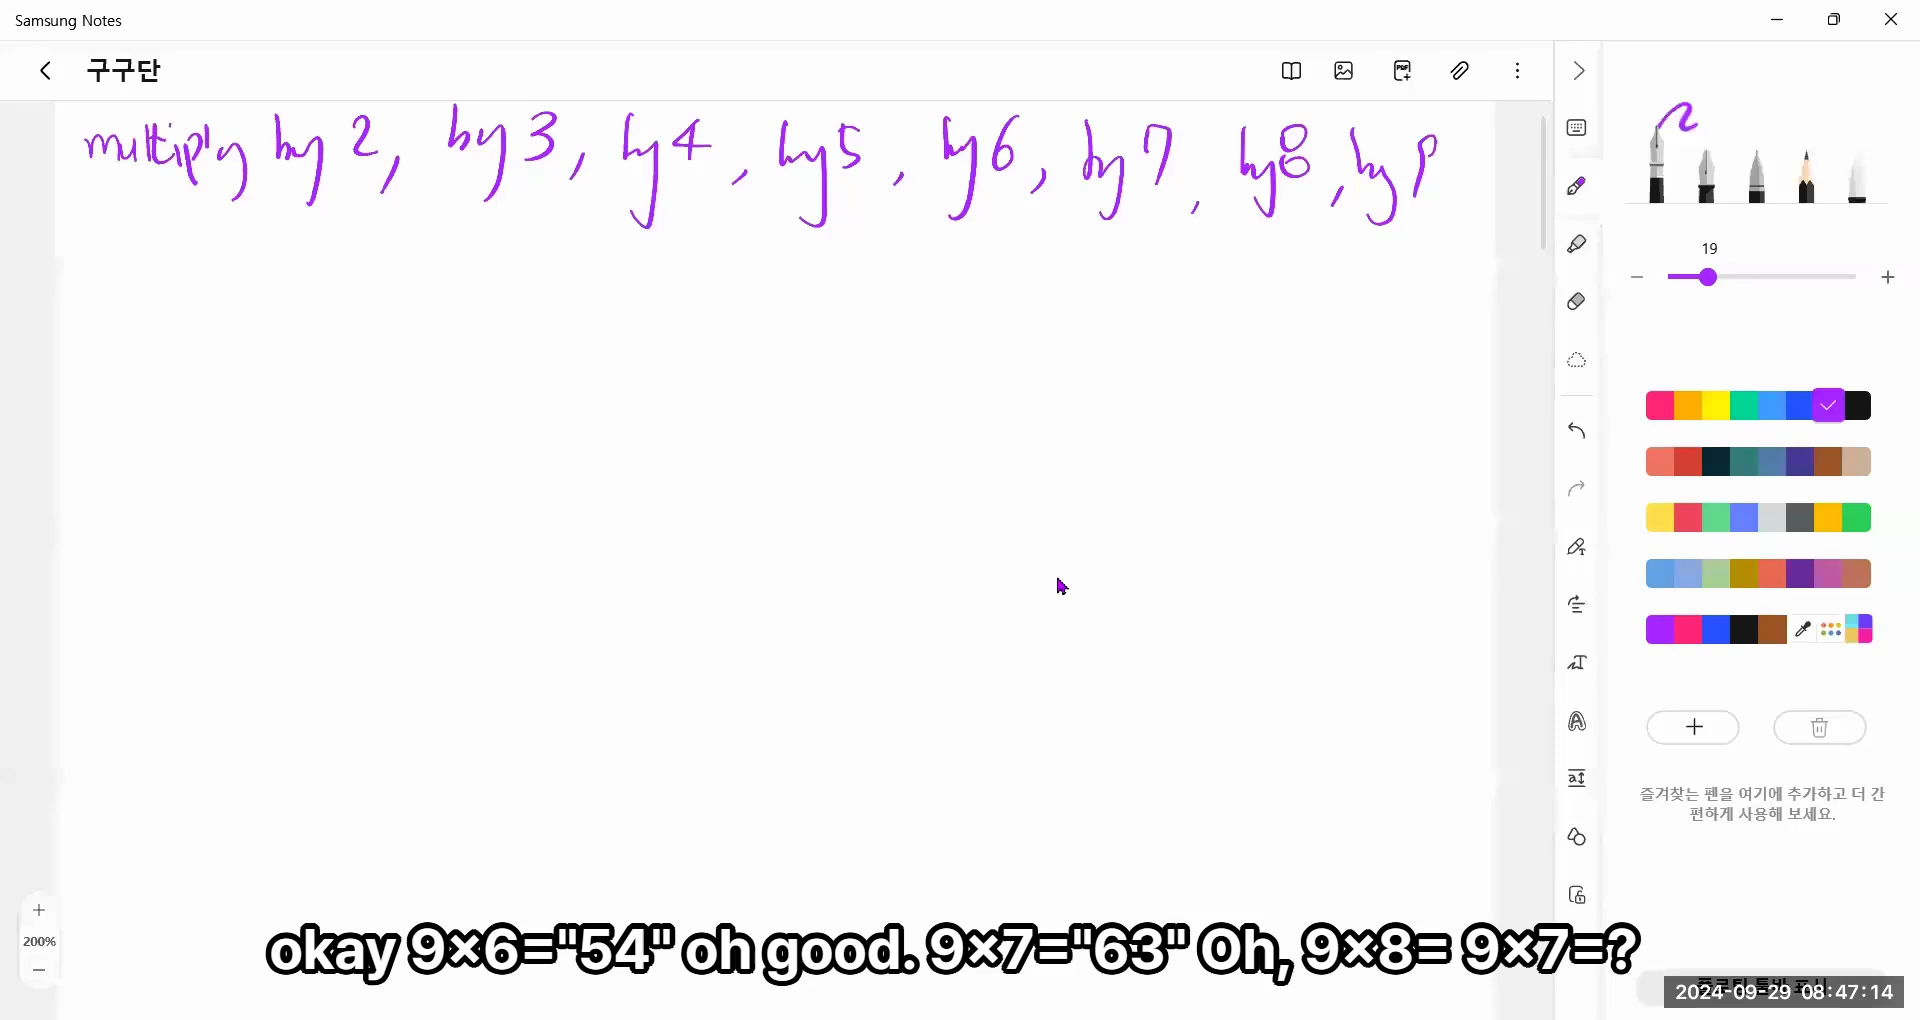 Samsung Notes
구구단
multiply by 2, by 3, by 4, by 5, by 6, by 7, by 8, by 9
19
즐겨찾는 펜을 여기에 추가하고 더 간
편하게 사용해 보세요.
200%
okay 9×6="54" oh good. 9×7="63" Oh, 9×8= 9×7=?
2024-09-29 08:47:14